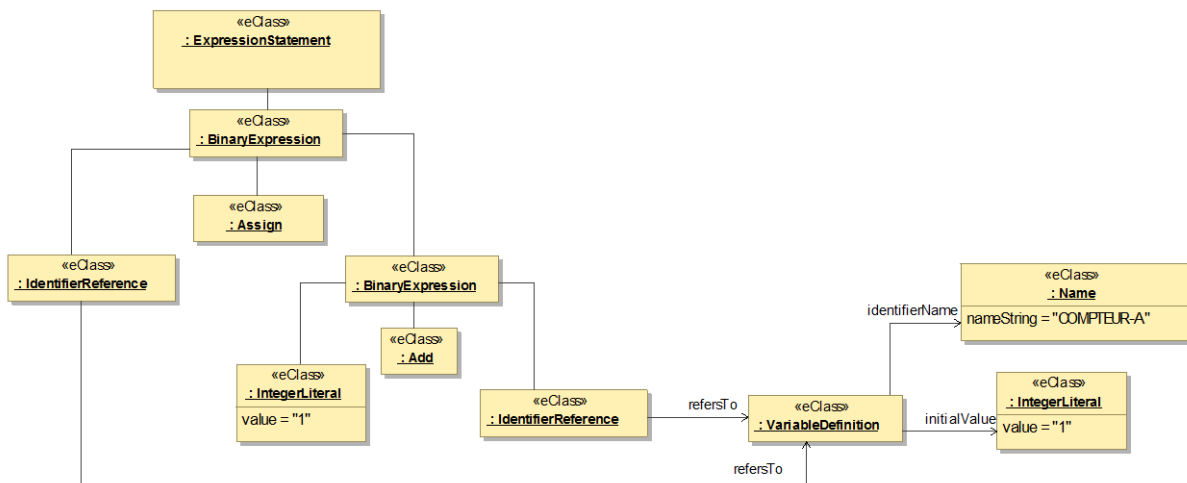 «eClass»
: ExpressionStatement
«eClass»
: BinaryExpression
«eClass»
: Assign
«eClass»
: IdentifierReference
«eClass»
: BinaryExpression
«eClass»
: Name
nameString = "COMPTEUR-A"
identifierName
«eClass»
: Add
«eClass»
: IntegerLiteral
value = "1"
«eClass»
: IdentifierReference
refersTo
«eClass»
: VariableDefinition
initialValue
«eClass»
: IntegerLiteral
value = "1"
refersTo